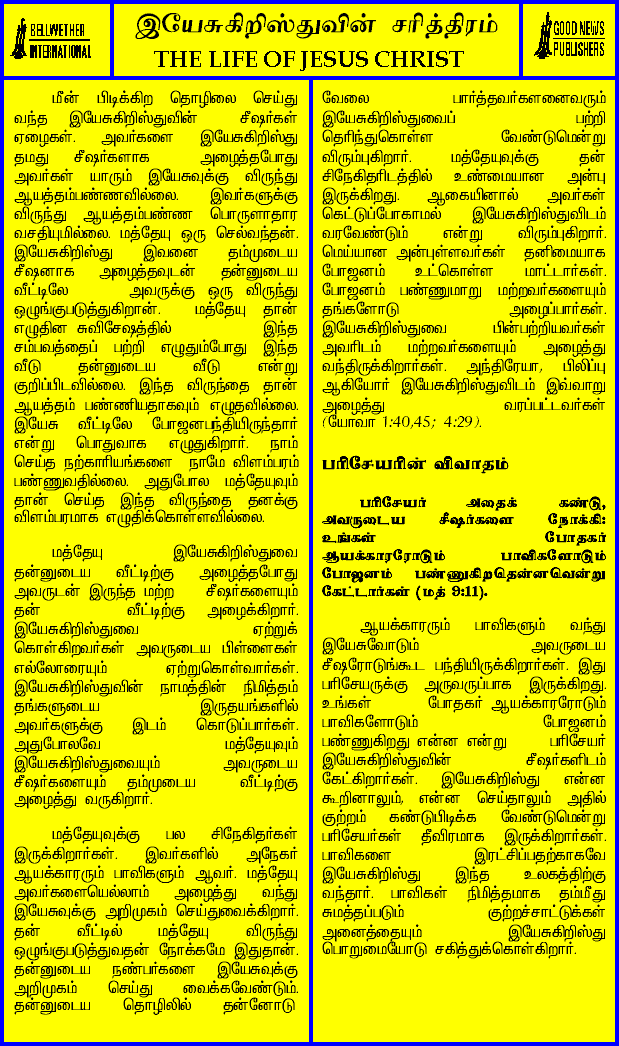 BELLWETHER
INTERNATIONAL
இயேசுகிறிஸ்துவின் சரித்திரம்
THE LIFE OF JESUS CHRIST
GOOD NEWS
PUBLISHERS
மீன் பிடிக்கிற தொழிலை செய்து
வந்த இயேசுகிறிஸ்துவின் சீஷர்கள்
ஏழைகள். அவர்களை இயேசுகிறிஸ்து
தமது சீஷர்களாக அழைத்தபோது
அவர்கள் யாரும் இயேசுவுக்கு விருந்து
ஆயத்தம்பண்ணவில்லை. இவர்களுக்கு
விருந்து ஆயத்தம்பண்ண பொருளாதார
வசதியுமில்லை. மத்தேயு ஒரு செல்வந்தன்.
இயேசுகிறிஸ்து இவனை தம்முடைய
சீஷனாக அழைத்தவுடன் தன்னுடைய
வீட்டிலே அவருக்கு ஒரு விருந்து
ஒழுங்குபடுத்துகிறான். மத்தேயு தான்
எழுதின சுவிசேஷத்தில் இந்த
சம்பவத்தைப் பற்றி எழுதும்போது இந்த
வீடு தன்னுடைய வீடு என்று
குறிப்பிடவில்லை. இந்த விருந்தை தான்
ஆயத்தம் பண்ணியதாகவும் எழுதவில்லை.
இயேசு வீட்டிலே போஜனபந்தியிருந்தார்
என்று பொதுவாக எழுதுகிறார். நாம்
செய்த நற்காரியங்களை நாமே விளம்பரம்
பண்ணுவதில்லை. அதுபோல மத்தேயுவும்
தான் செய்த இந்த விருந்தை தனக்கு
விளம்பரமாக எழுதிக்கொள்ளவில்லை.
மத்தேயு இயேசுகிறிஸ்துவை
தன்னுடைய வீட்டிற்கு அழைத்தபோது
அவருடன் இருந்த மற்ற சீஷர்களையும்
தன் வீட்டிற்கு அழைக்கிறார்.
இயேசுகிறிஸ்துவை ஏற்றுக்
கொள்கிறவர்கள் அவருடைய பிள்ளைகள்
எல்லோரையும் ஏற்றுகொள்வார்கள்.
இயேசுகிறிஸ்துவின் நாமத்தின் நிமித்தம்
தங்களுடைய இருதயங்களில்
அவர்களுக்கு இடம் கொடுப்பார்கள்.
அதுபோலவே மத்தேயுவும்
இயேசுகிறிஸ்துவையும் அவருடைய
சீஷர்களையும் தம்முடைய வீட்டிற்கு
அழைத்து வருகிறார்.
மத்தேயுவுக்கு பல சிநேகிதர்கள்
இருக்கிறார்கள். இவர்களில் அநேகர்
ஆயக்காரரும் பாவிகளும் ஆவர். மத்தேயு
அவர்களையெல்லாம் அழைத்து வந்து
இயேசுவுக்கு அறிமுகம் செய்துவைக்கிறார்.
தன் வீட்டில் மத்தேயு விருந்து
ஒழுங்குபடுத்துவதன் நோக்கமே இதுதான்.
தன்னுடைய நண்பர்களை இயேசுவுக்கு
அறிமுகம் செய்து வைக்கவேண்டும்.
தன்னுடைய தொழிலில் தன்னோடு
வேலை பார்த்தவர்களனைவரும்
இயேசுகிறிஸ்துவைப் பற்றி
தெரிந்துகொள்ள வேண்டுமென்று
விரும்புகிறார். மத்தேயுவுக்கு தன்
சிநேகிதரிடத்தில் உண்மையான அன்பு
இருக்கிறது. ஆகையினால் அவர்கள்
கெட்டுப்போகாமல் இயேசுகிறிஸ்துவிடம்
வரவேண்டும் என்று விரும்புகிறார்.
மெய்யான அன்புள்ளவர்கள் தனிமையாக
போஜனம் உட்கொள்ள மாட்டார்கள்.
போஜனம் பண்ணுமாறு மற்றவர்களையும்
தங்களோடு அழைப்பார்கள்.
இயேசுகிறிஸ்துவை பின்பற்றியவர்கள்
அவரிடம் மற்றவர்களையும் அழைத்து
வந்திருக்கிறார்கள். அந்திரேயா, பிலிப்பு
ஆகியோர் இயேசுகிறிஸ்துவிடம் இவ்வாறு
அழைத்து வரப்பட்டவர்கள்
(யோவா 1:40,45; 4:29).
பரிசேயரின் விவாதம்
பரிசேயர் அதைக் கண்டு,
அவருடைய சீஷர்களை நோக்கி:
உங்கள் போதகர்
ஆயக்காரரோடும் பாவிகளோடும்
போஜனம் பண்ணுகிறதென்னவென்று
கேட்டார்கள் (மத் 9:11).
ஆயக்காரரும் பாவிகளும் வந்து
இயேசுவோடும் அவருடைய
சீஷரோடுங்கூட பந்தியிருக்கிறார்கள். இது
பரிசேயருக்கு அருவருப்பாக இருக்கிறது.
உங்கள் போதகர் ஆயக்காரரோடும்
பாவிகளோடும் போஜனம்
பண்ணுகிறது என்ன என்று பரிசேயர்
இயேசுகிறிஸ்துவின் சீஷர்களிடம்
கேட்கிறார்கள். இயேசுகிறிஸ்து என்ன
கூறினாலும், என்ன செய்தாலும் அதில்
குற்றம் கண்டுபிடிக்க வேண்டுமென்று
பரிசேயர்கள் தீவிரமாக இருக்கிறார்கள்.
பாவிகளை இரட்சிப்பதற்காகவே
இயேசுகிறிஸ்து இந்த உலகத்திற்கு
வந்தார். பாவிகள் நிமித்தமாக தம்மீது
சுமத்தப்படும் குற்றச்சாட்டுக்கள்
அனைத்தையும் இயேசுகிறிஸ்து
பொறுமையோடு சகித்துக்கொள்கிறார்.